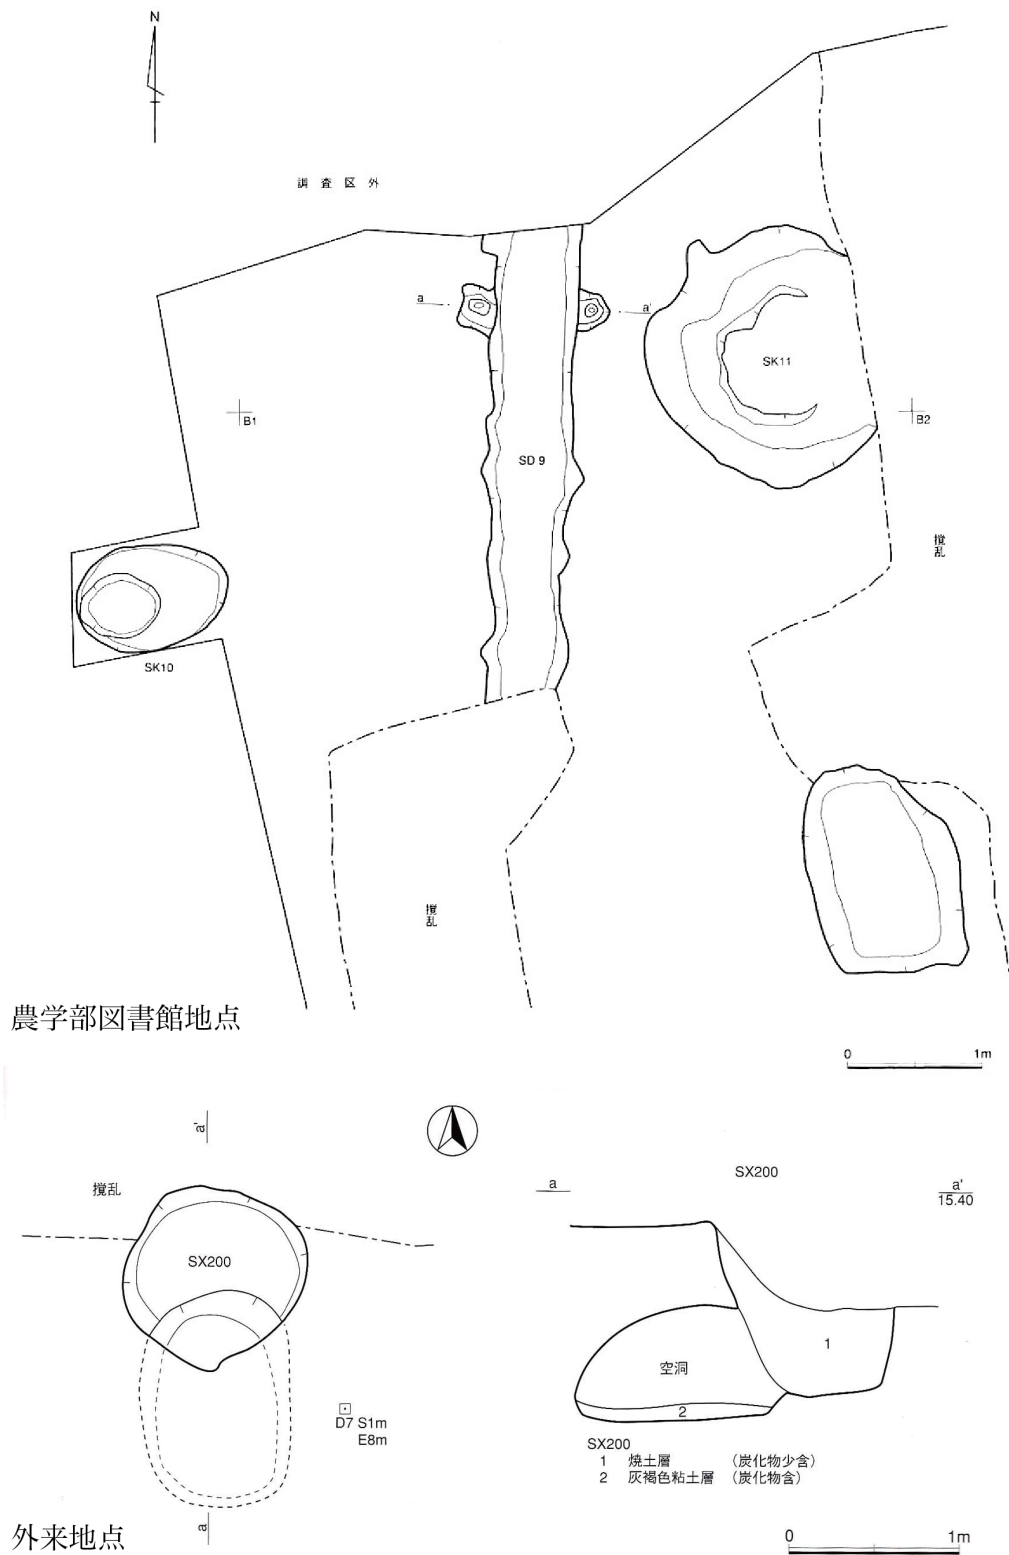 N
調査区外
a
a'
SK11
B1
B2
SD 9
撹乱
SK10
撹乱
農学部図書館地点
0 1m
a'
撹乱
SX200
SX200
a
a'
15.40
1
空洞
2
D7 S1m
E8m
SX200
1 焼土層 （炭化物少含）
2 灰褐色粘土層 （炭化物含）
a
外来地点
0 1m